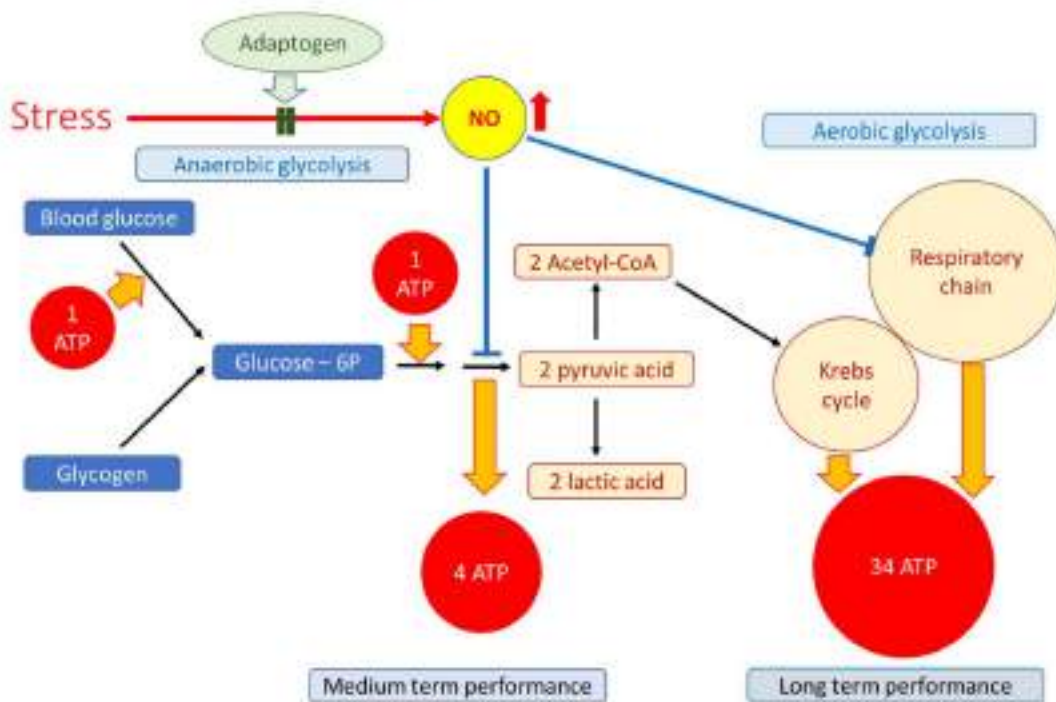 Adaptogen
Stress
NO
Aerobic glycolysis
Anaerobic glycolysis
Blood glucose
1
ATP
1
ATP
2 Acetyl-CoA
Respiratory
chain
Glucose – 6P
2 pyruvic acid
Krebs
cycle
Glycogen
2 lactic acid
4 ATP
34 ATP
Medium term performance
Long term performance